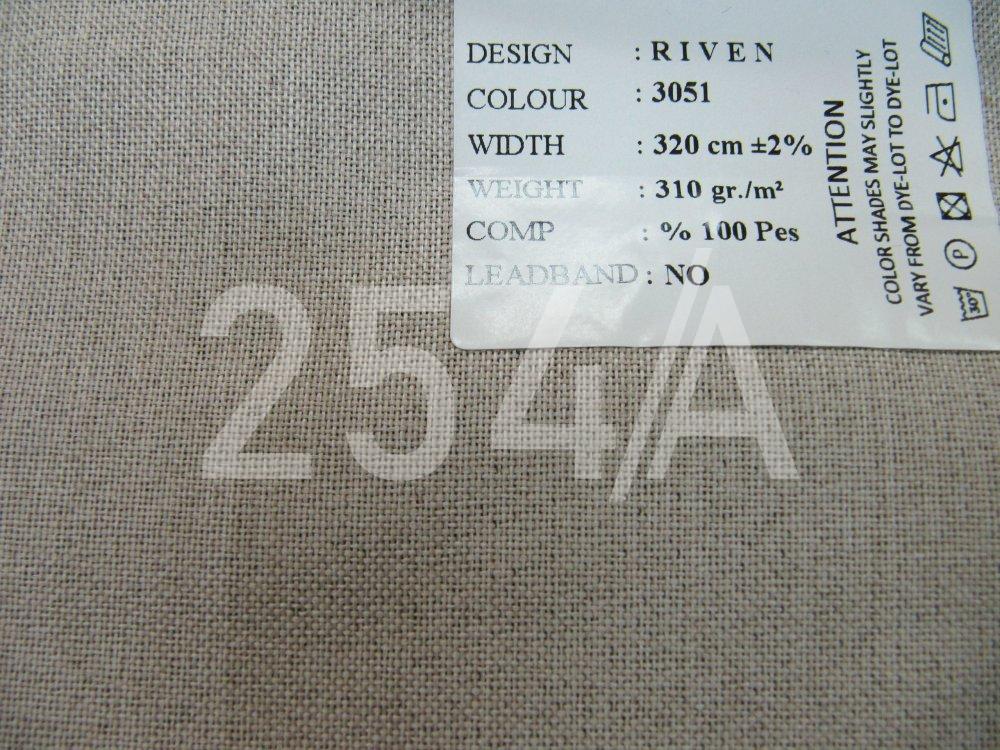 DESIGN : R I V E N
COLOUR : 3051
WIDTH : 320 cm ±2%
WEIGHT : 310 gr./m²
COMP : % 100 Pes
LEADBAND : NO
ATTENTION
COLOR SHADES MAY SLIGHTLY
VARY FROM DYE-LOT TO DYE-LOT
P
30°
254/A